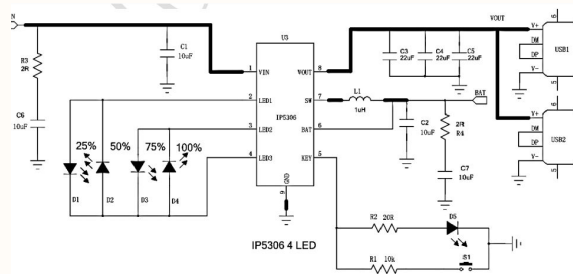 N
VOUT
R3
2R
C6
10uF
C1
10uF
U3
IP5306
1 VIN
2 LED1
3 LED2
4 LED3
VOUT 8
SW 7
BAT 6
KEY 5
GND
9
C3
22uF
C4
22uF
C5
22uF
L1
1uH
BAT
C2
10uF
2R
R4
C7
10uF
V+
DM
DP
V-
USB1
6
5
V+
DM
DP
V-
USB2
6
5
25%
50%
75%
100%
D1
D2
D3
D4
R2 20R
D5
R1 10k
S1
IP5306 4 LED